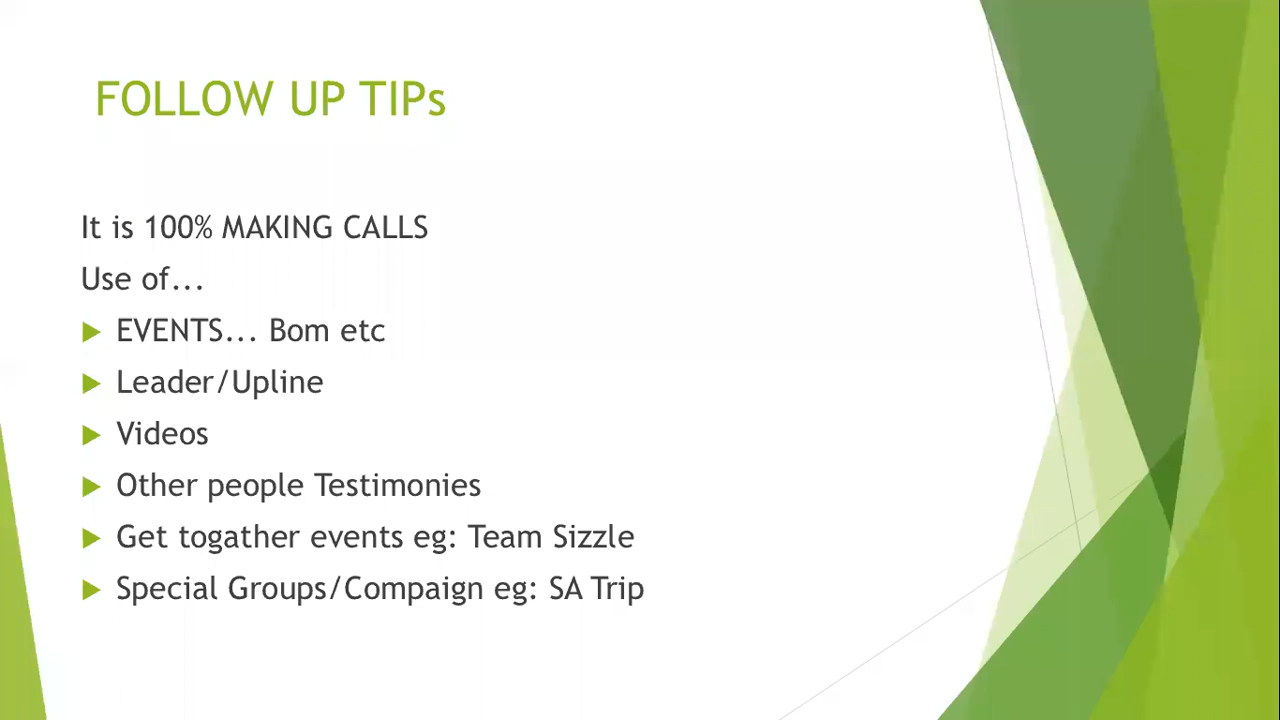 FOLLOW UP TIPs
It is 100% MAKING CALLS
Use of...
EVENTS... Bom etc
Leader/Upline
Videos
Other people Testimonies
Get togather events eg: Team Sizzle
Special Groups/Compaign eg: SA Trip